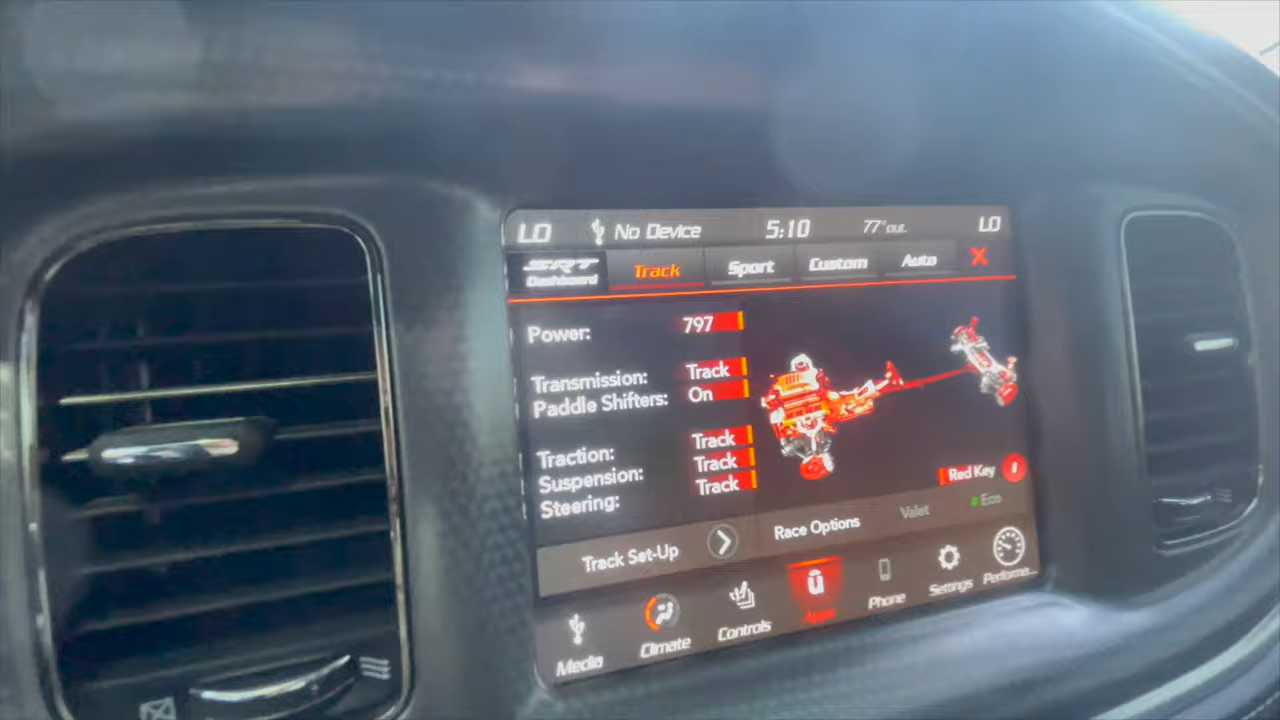 LO No Device 5:10 77°out. LO
SRT Dashboard Track Sport Custom Auto X
Power: 797
Transmission: Track
Paddle Shifters: On
Traction: Track
Suspension: Track
Steering: Track
Red Key
Track Set-Up Race Options Valet Eco
Media Climate Controls Apps Phone Settings Performa...